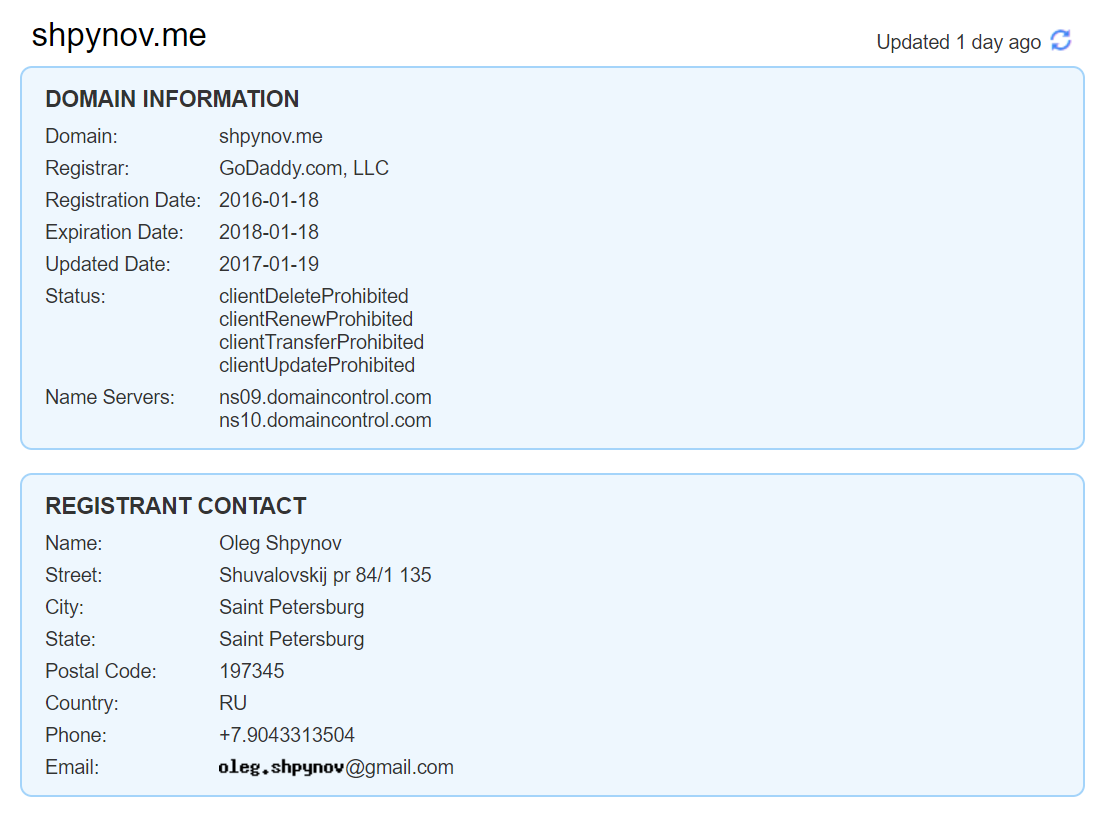 shpynov.me
Updated 1 day ago
DOMAIN INFORMATION
Domain: shpynov.me
Registrar: GoDaddy.com, LLC
Registration Date: 2016-01-18
Expiration Date: 2018-01-18
Updated Date: 2017-01-19
Status: clientDeleteProhibited
clientRenewProhibited
clientTransferProhibited
clientUpdateProhibited
Name Servers: ns09.domaincontrol.com
ns10.domaincontrol.com
REGISTRANT CONTACT
Name: Oleg Shpynov
Street: Shuvalovskij pr 84/1 135
City: Saint Petersburg
State: Saint Petersburg
Postal Code: 197345
Country: RU
Phone: +7.9043313504
Email: oleg.shpynov@gmail.com